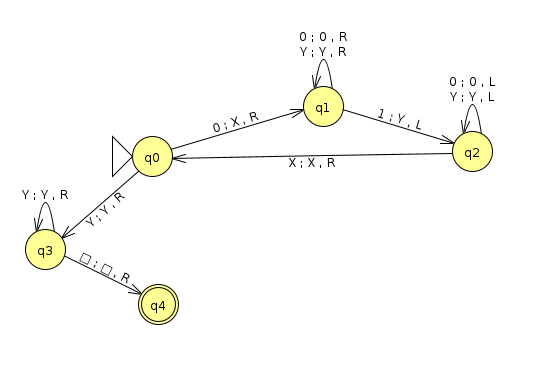 0 ; 0 , R
Y ; Y , R
q1
0 ; 0 , L
Y ; Y , L
q2
0 ; X , R
1 ; Y , L
q0
X ; X , R
Y ; Y , R
q3
Y ; Y , R
□ ; □ , R
q4